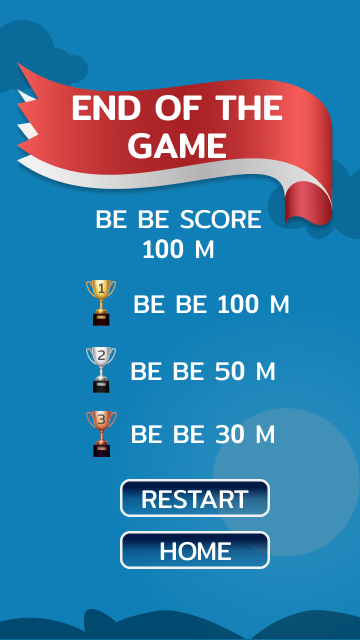 END OF THE
GAME
BE BE SCORE
100 M
1 BE BE 100 M
2 BE BE 50 M
3 BE BE 30 M
RESTART
HOME